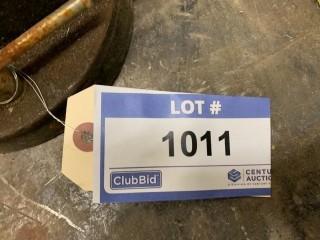 LOT #
1011
ClubBid
CENTU
AUCTIO